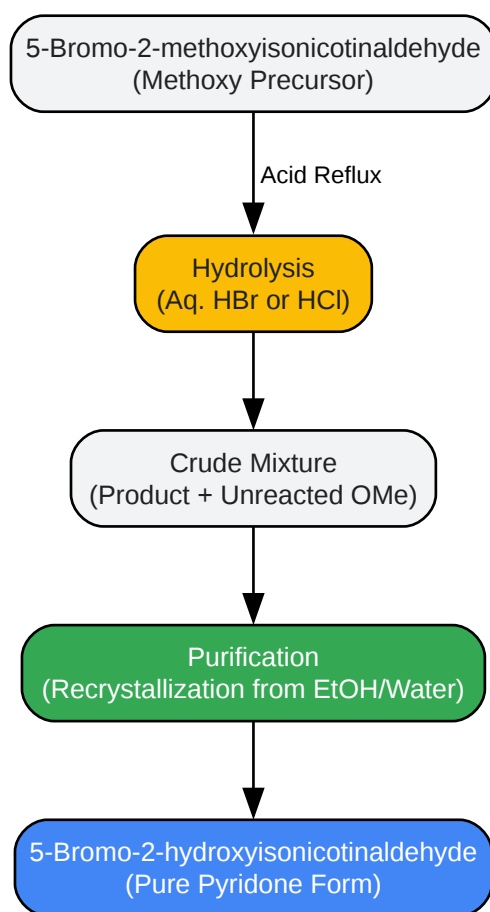 5-Bromo-2-methoxyisonicotinaldehyde
(Methoxy Precursor)
Acid Reflux
Hydrolysis
(Aq. HBr or HCl)
Crude Mixture
(Product + Unreacted OMe)
Purification
(Recrystallization from EtOH/Water)
5-Bromo-2-hydroxyisonicotinaldehyde
(Pure Pyridone Form)